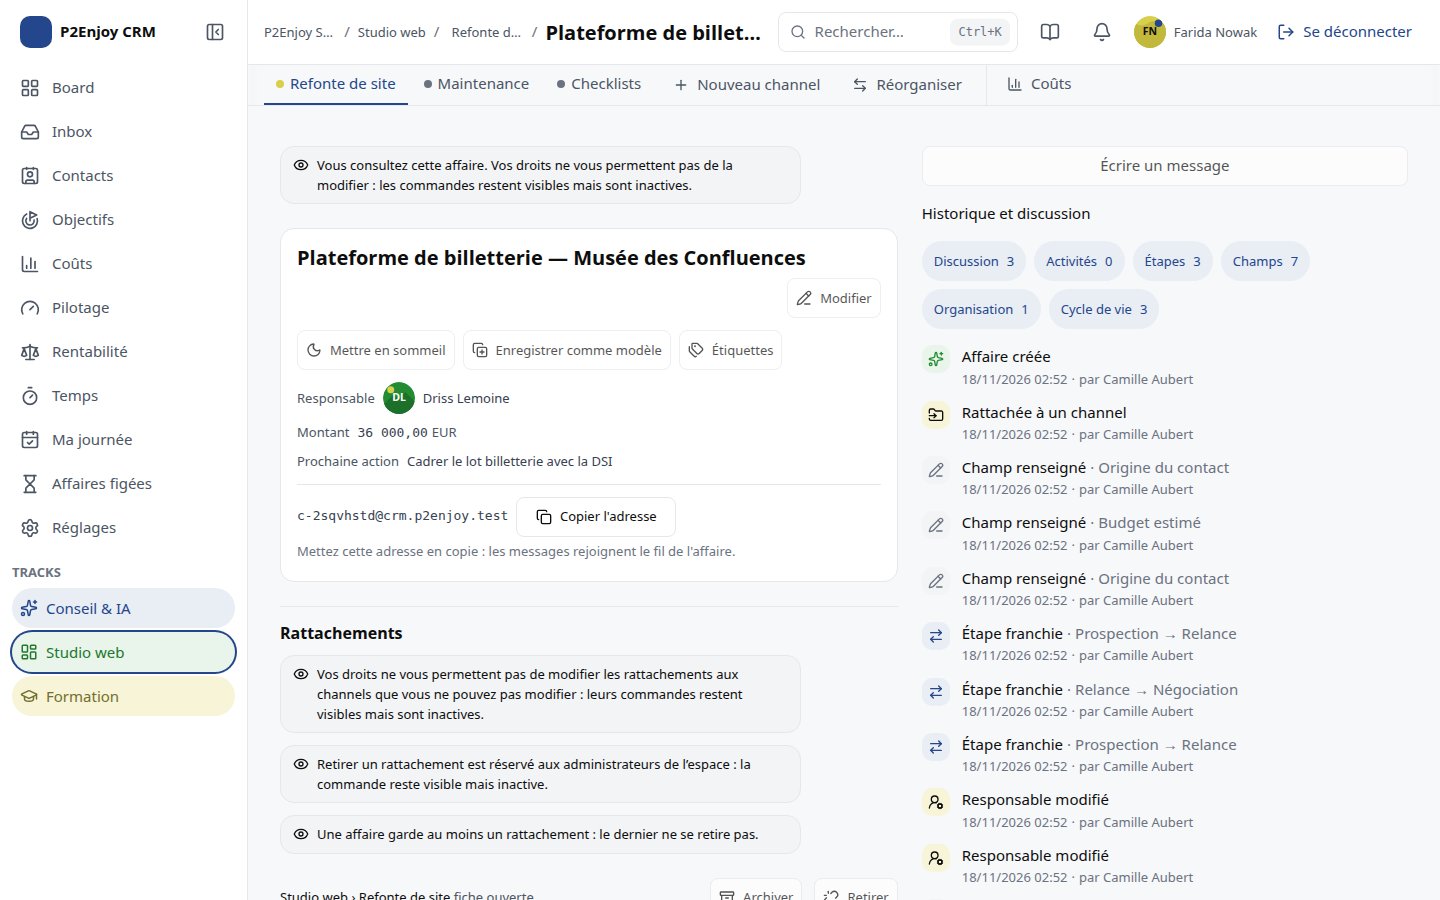 P2Enjoy CRM
Board
Inbox
Contacts
Objectifs
Coûts
Pilotage
Rentabilité
Temps
Ma journée
Affaires figées
Réglages
TRACKS
Conseil & IA
Studio web
Formation
P2Enjoy S... / Studio web / Refonte d... / Plateforme de billet...
Rechercher... Ctrl+K
FN Farida Nowak
Se déconnecter
Refonte de site
Maintenance
Checklists
Nouveau channel
Réorganiser
Coûts
Vous consultez cette affaire. Vos droits ne vous permettent pas de la
modifier : les commandes restent visibles mais sont inactives.
Plateforme de billetterie — Musée des Confluences
Modifier
Mettre en sommeil
Enregistrer comme modèle
Étiquettes
Responsable DL Driss Lemoine
Montant 36 000,00 EUR
Prochaine action Cadrer le lot billetterie avec la DSI
c-2sqvhstd@crm.p2enjoy.test
Copier l'adresse
Mettez cette adresse en copie : les messages rejoignent le fil de l'affaire.
Rattachements
Vos droits ne vous permettent pas de modifier les rattachements aux
channels que vous ne pouvez pas modifier : leurs commandes restent
visibles mais sont inactives.
Retirer un rattachement est réservé aux administrateurs de l'espace : la
commande reste visible mais inactive.
Une affaire garde au moins un rattachement : le dernier ne se retire pas.
Studio web › Refonte de site fiche ouverte
Archiver
Retirer
Écrire un message
Historique et discussion
Discussion 3
Activités 0
Étapes 3
Champs 7
Organisation 1
Cycle de vie 3
Affaire créée
18/11/2026 02:52 · par Camille Aubert
Rattachée à un channel
18/11/2026 02:52 · par Camille Aubert
Champ renseigné · Origine du contact
18/11/2026 02:52 · par Camille Aubert
Champ renseigné · Budget estimé
18/11/2026 02:52 · par Camille Aubert
Champ renseigné · Origine du contact
18/11/2026 02:52 · par Camille Aubert
Étape franchie · Prospection → Relance
18/11/2026 02:52 · par Camille Aubert
Étape franchie · Relance → Négociation
18/11/2026 02:52 · par Camille Aubert
Étape franchie · Prospection → Relance
18/11/2026 02:52 · par Camille Aubert
Responsable modifié
18/11/2026 02:52 · par Camille Aubert
Responsable modifié
18/11/2026 02:52 · par Camille Aubert